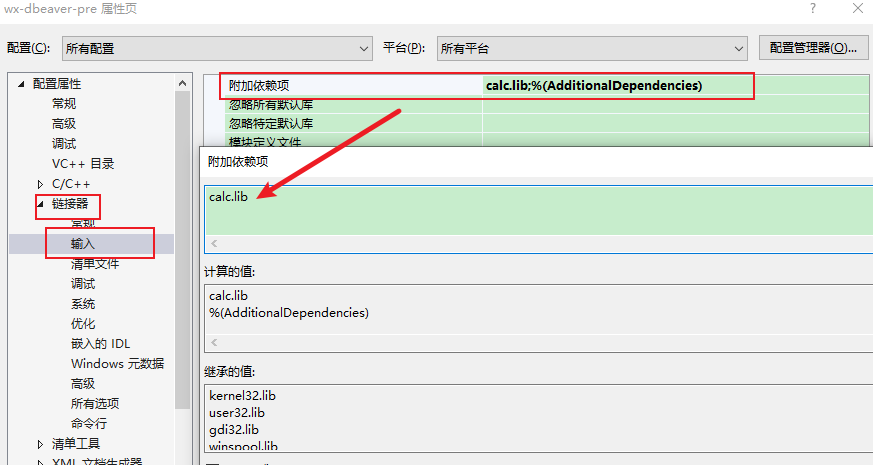 wx-dbeaver-pre 属性页
配置(C): 所有配置 平台(P): 所有平台 配置管理器(O)...
配置属性
常规
高级
调试
VC++ 目录
C/C++
链接器
常规
输入
清单文件
调试
系统
优化
嵌入的 IDL
Windows 元数据
高级
所有选项
命令行
清单工具
XML 文档生成器
附加依赖项 calc.lib;%(AdditionalDependencies)
忽略所有默认库
忽略特定默认库
模块定义文件
附加依赖项
calc.lib
计算的值:
calc.lib
%(AdditionalDependencies)
继承的值:
kernel32.lib
user32.lib
gdi32.lib
winspool.lib